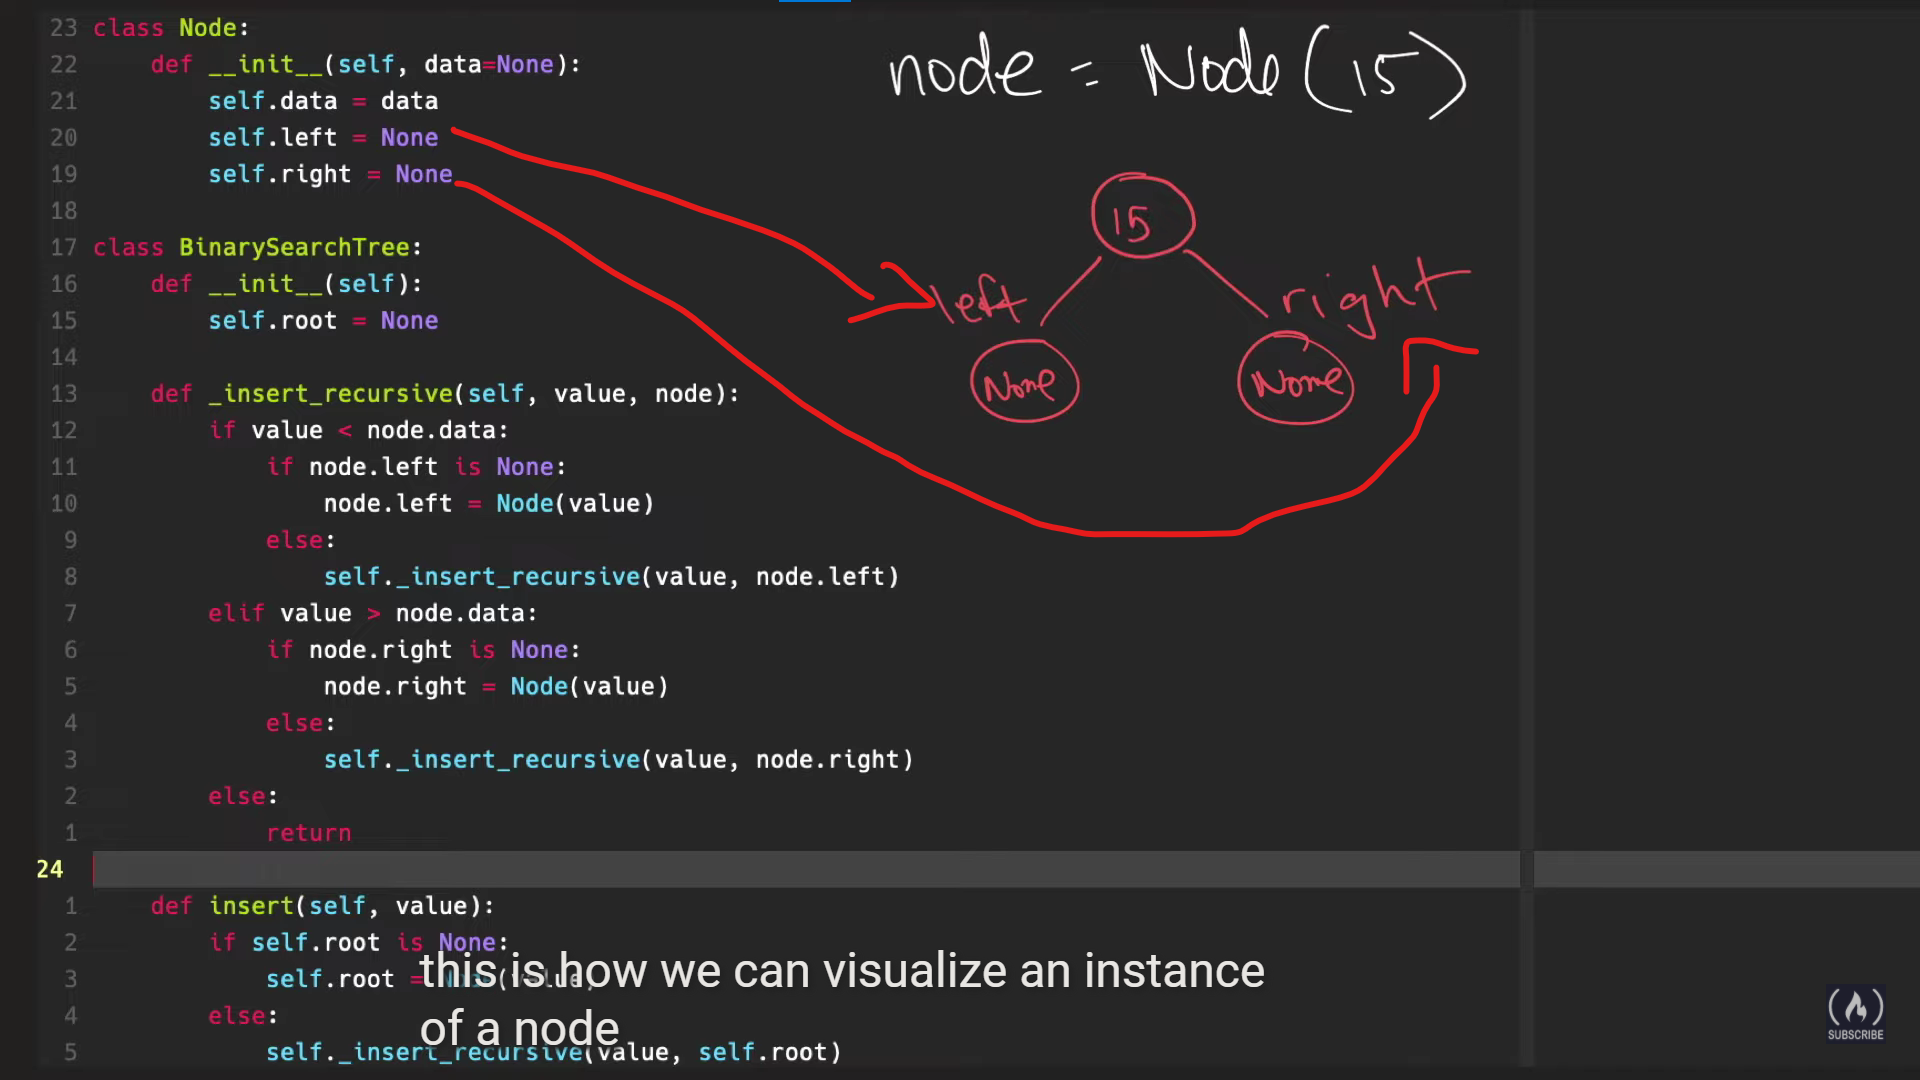 23 class Node:
22 def __init__(self, data=None):
21 self.data = data
20 self.left = None
19 self.right = None
18
17 class BinarySearchTree:
16 def __init__(self):
15 self.root = None
14
13 def _insert_recursive(self, value, node):
12 if value < node.data:
11 if node.left is None:
10 node.left = Node(value)
9 else:
8 self._insert_recursive(value, node.left)
7 elif value > node.data:
6 if node.right is None:
5 node.right = Node(value)
4 else:
3 self._insert_recursive(value, node.right)
2 else:
1 return
24
1 def insert(self, value):
2 if self.root is None:
3 self.root = Node(value)
4 else:
5 self._insert_recursive(value, self.root)
node = Node(15)
15
left
right
None
None
this is how we can visualize an instance
of a node
SUBSCRIBE